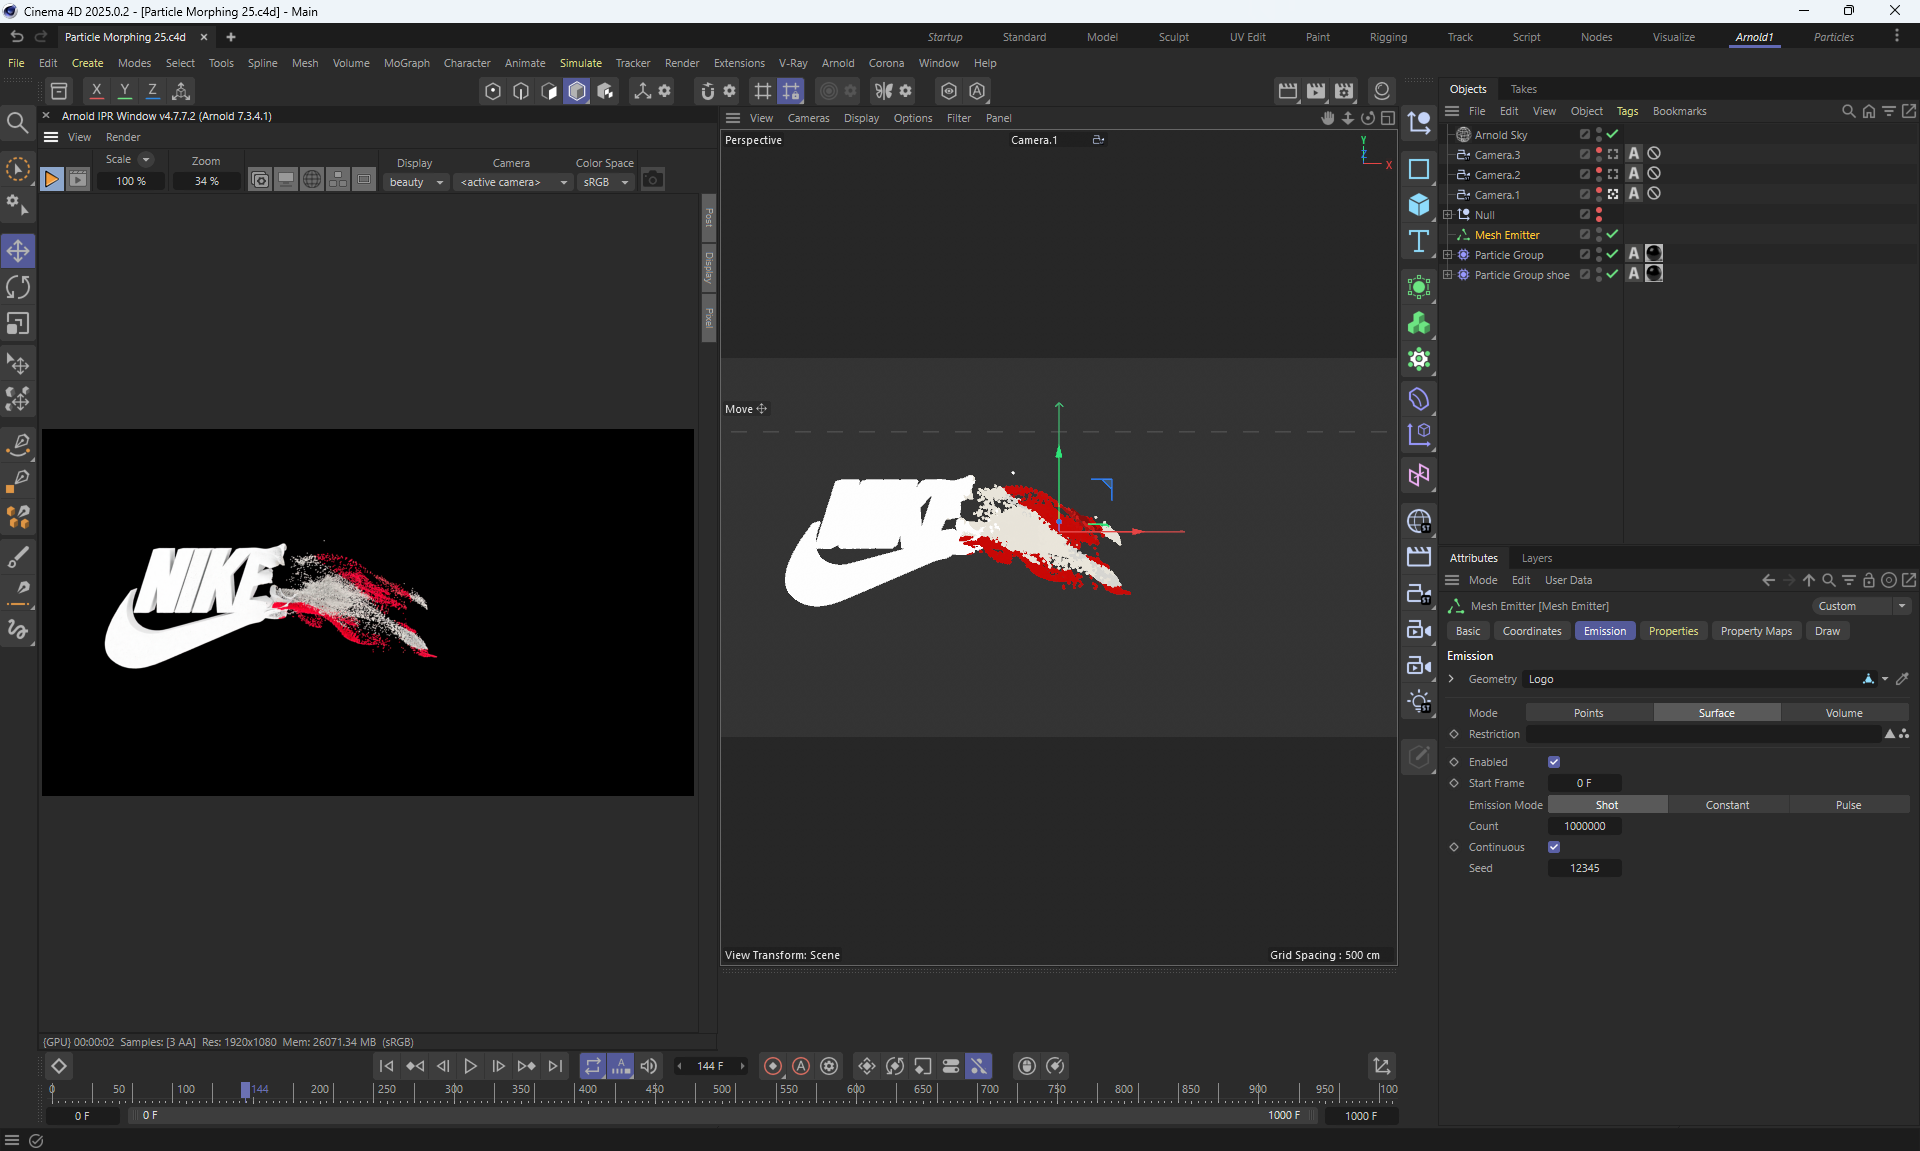 Cinema 4D 2025.0.2 - [Particle Morphing 25.c4d] - Main
Particle Morphing 25.c4d
Startup Standard Model Sculpt UV Edit Paint Rigging Track Script Nodes Visualize Arnold1 Particles
File Edit Create Modes Select Tools Spline Mesh Volume MoGraph Character Animate Simulate Tracker Render Extensions V-Ray Arnold Corona Window Help
X Y Z
Arnold IPR Window v4.7.7.2 (Arnold 7.3.4.1)
View Render
Scale Zoom Display Camera Color Space
100 % 34 % beauty <active camera> sRGB
Post
Display
Pixel
NIKE
{GPU} 00:00:02 Samples: [3 AA] Res: 1920x1080 Mem: 26071.34 MB (sRGB)
View Cameras Display Options Filter Panel
Perspective Camera.1
Y
Z
X
Move
NIKE
View Transform: Scene Grid Spacing : 500 cm
Objects Takes
File Edit View Object Tags Bookmarks
Arnold Sky
Camera.3
Camera.2
Camera.1
Null
Mesh Emitter
Particle Group
Particle Group shoe
Attributes Layers
Mode Edit User Data
Mesh Emitter [Mesh Emitter] Custom
Basic Coordinates Emission Properties Property Maps Draw
Emission
Geometry Logo
Mode Points Surface Volume
Restriction
Enabled
Start Frame 0 F
Emission Mode Shot Constant Pulse
Count 1000000
Continuous
Seed 12345
144 F
0 50 100 144 200 250 300 350 400 450 500 550 600 650 700 750 800 850 900 950 100
0 F 0 F 1000 F 1000 F